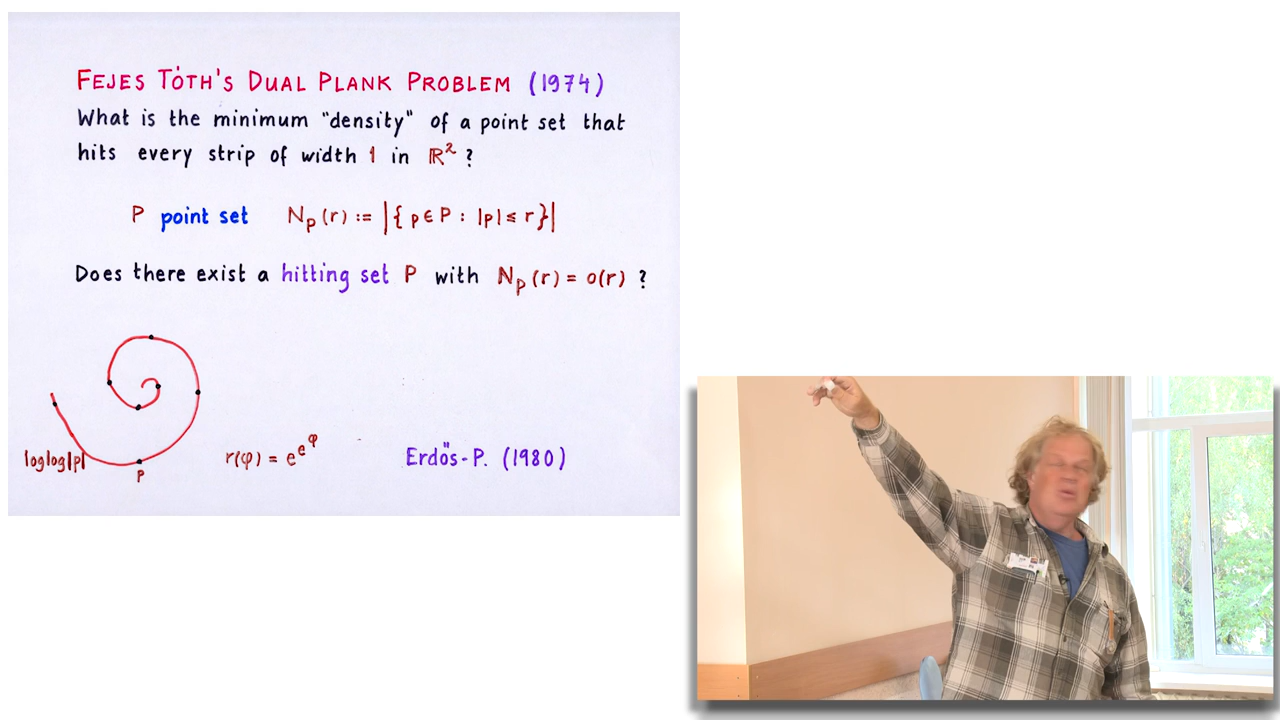 FEJES TÓTH'S DUAL PLANK PROBLEM (1974)
What is the minimum "density" of a point set that
hits every strip of width 1 in ℝ² ?
P point set N_P(r) := |{p∈P : |p|≤r}|
Does there exist a hitting set P with N_P(r) = o(r) ?
loglog|p|
p
r(φ) = e^{e^φ}
Erdős-P. (1980)